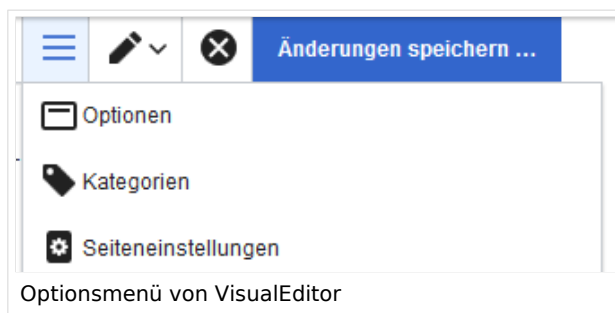 Änderungen speichern ...
Optionen
Kategorien
Seiteneinstellungen
Optionsmenü von VisualEditor